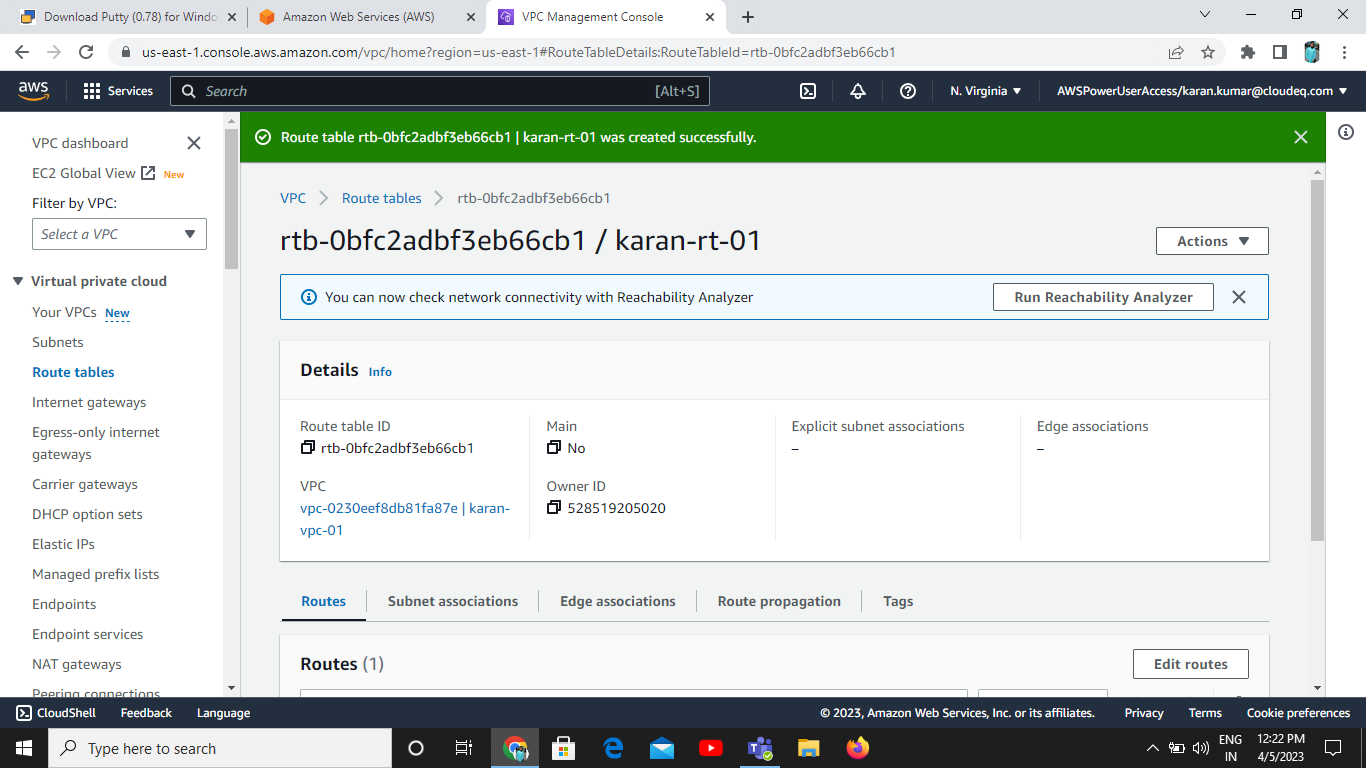 Download Putty (0.78) for Windo
Amazon Web Services (AWS)
VPC Management Console
us-east-1.console.aws.amazon.com/vpc/home?region=us-east-1#RouteTableDetails:RouteTableId=rtb-0bfc2adbf3eb66cb1
aws
Services
Search
[Alt+S]
N. Virginia
AWSPowerUserAccess/karan.kumar@cloudeq.com
VPC dashboard
EC2 Global View New
Filter by VPC:
Select a VPC
Virtual private cloud
Your VPCs New
Subnets
Route tables
Internet gateways
Egress-only internet
gateways
Carrier gateways
DHCP option sets
Elastic IPs
Managed prefix lists
Endpoints
Endpoint services
NAT gateways
Peering connections
Route table rtb-0bfc2adbf3eb66cb1 | karan-rt-01 was created successfully.
VPC
Route tables
rtb-0bfc2adbf3eb66cb1
rtb-0bfc2adbf3eb66cb1 / karan-rt-01
Actions
You can now check network connectivity with Reachability Analyzer
Run Reachability Analyzer
Details Info
Route table ID
rtb-0bfc2adbf3eb66cb1
VPC
vpc-0230eef8db81fa87e | karan-
vpc-01
Main
No
Owner ID
528519205020
Explicit subnet associations
–
Edge associations
–
Routes
Subnet associations
Edge associations
Route propagation
Tags
Routes (1)
Edit routes
CloudShell
Feedback
Language
© 2023, Amazon Web Services, Inc. or its affiliates.
Privacy
Terms
Cookie preferences
Type here to search
ENG
IN
12:22 PM
4/5/2023